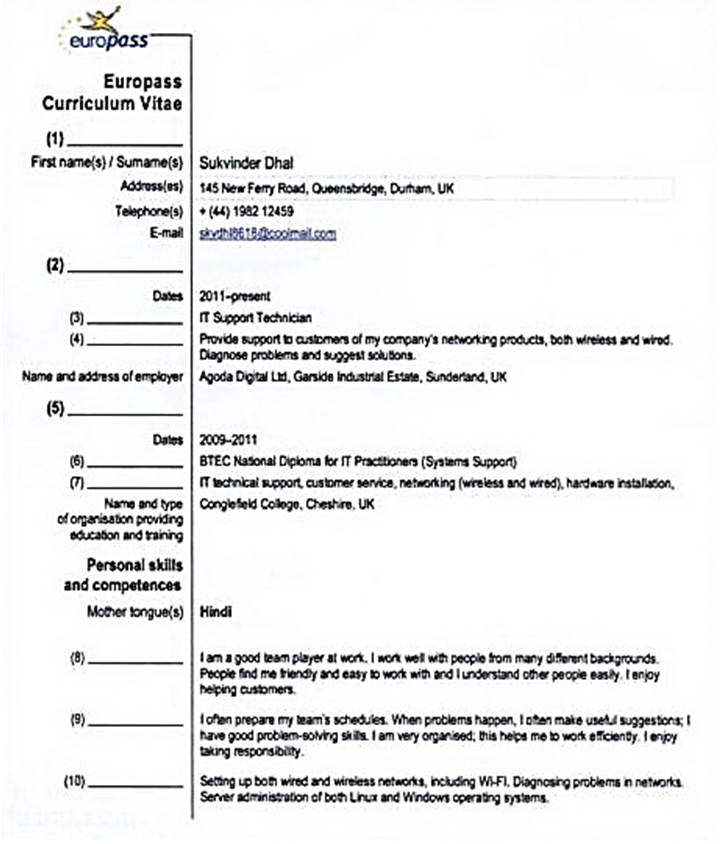 europass
Europass
Curriculum Vitae
(1)
First name(s) / Surname(s) Sukvinder Dhal
Address(es) 145 New Ferry Road, Queensbridge, Durham, UK
Telephone(s) + (44) 1982 12459
E-mail skvdhl8618@coolmail.com
(2)
Dates 2011–present
(3) IT Support Technician
(4) Provide support to customers of my company's networking products, both wireless and wired.
Diagnose problems and suggest solutions.
Name and address of employer Agoda Digital Ltd, Garside Industrial Estate, Sunderland, UK
(5)
Dates 2009–2011
(6) BTEC National Diploma for IT Practitioners (Systems Support)
(7) IT technical support, customer service, networking (wireless and wired), hardware installation,
Name and type Conglefield College, Cheshire, UK
of organisation providing
education and training
Personal skills
and competences
Mother tongue(s) Hindi
(8) I am a good team player at work. I work well with people from many different backgrounds.
People find me friendly and easy to work with and I understand other people easily. I enjoy
helping customers.
(9) I often prepare my team's schedules. When problems happen, I often make useful suggestions; I
have good problem-solving skills. I am very organised; this helps me to work efficiently. I enjoy
taking responsibility.
(10) Setting up both wired and wireless networks, including Wi-Fi. Diagnosing problems in networks.
Server administration of both Linux and Windows operating systems.